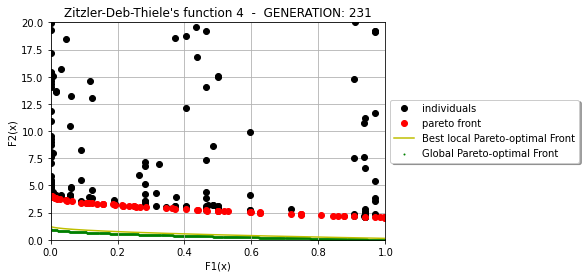 Zitzler-Deb-Thiele's function 4 - GENERATION: 231
20.0
17.5
15.0
12.5
10.0
7.5
5.0
2.5
0.0
F2(x)
0.0 0.2 0.4 0.6 0.8 1.0
F1(x)
individuals
pareto front
Best local Pareto-optimal Front
Global Pareto-optimal Front